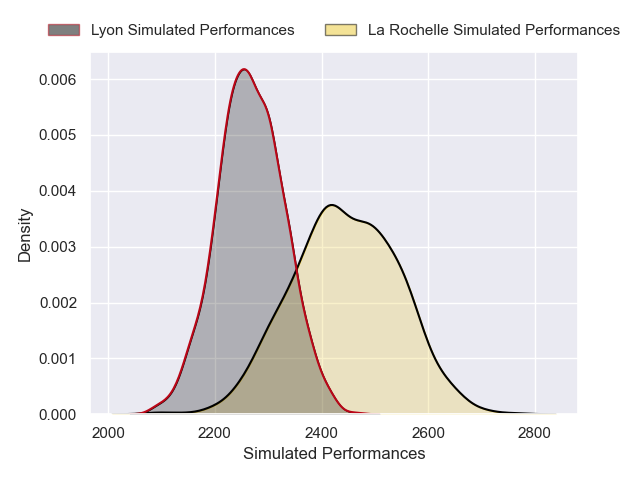 Lyon Simulated Performances
La Rochelle Simulated Performances
0.006
0.005
0.004
0.003
0.002
0.001
0.000
Density
2000 2200 2400 2600 2800
Simulated Performances